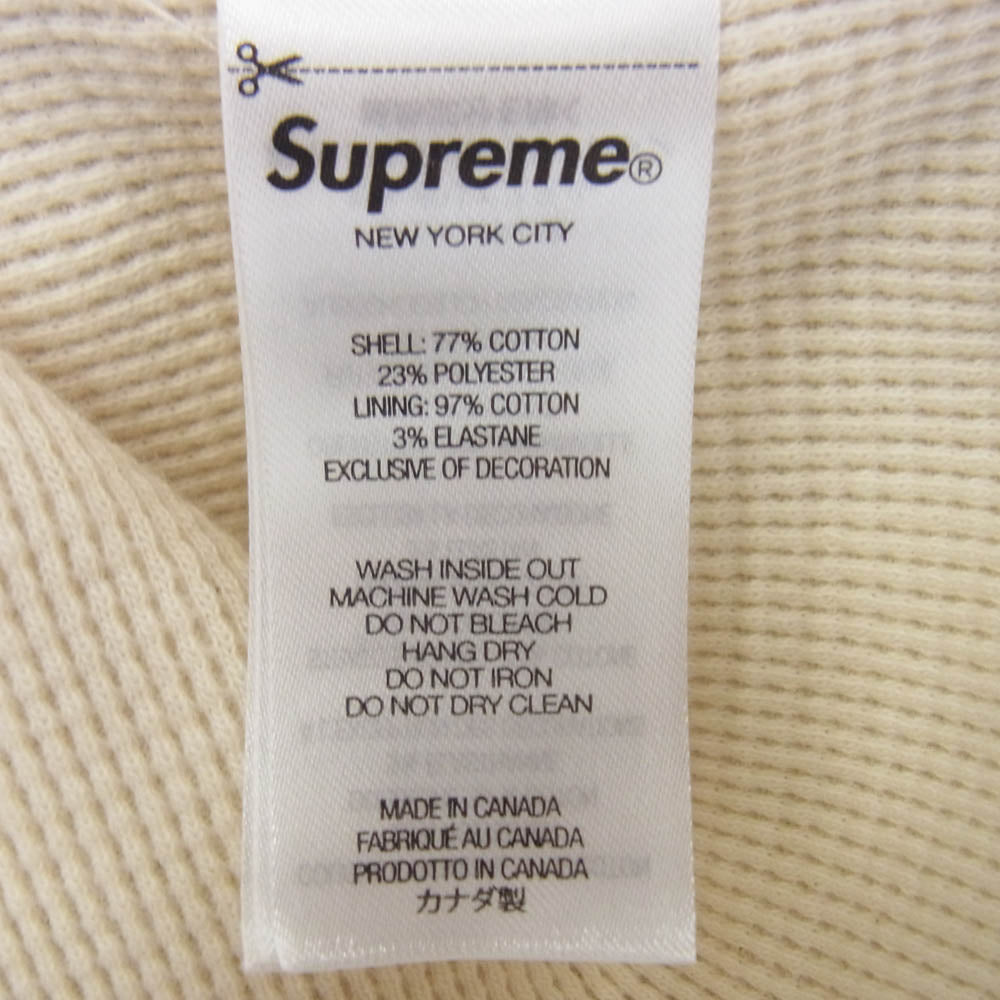 Supreme®
NEW YORK CITY
SHELL: 77% COTTON
23% POLYESTER
LINING: 97% COTTON
3% ELASTANE
EXCLUSIVE OF DECORATION
WASH INSIDE OUT
MACHINE WASH COLD
DO NOT BLEACH
HANG DRY
DO NOT IRON
DO NOT DRY CLEAN
MADE IN CANADA
FABRIQUÉ AU CANADA
PRODOTTO IN CANADA
カナダ製